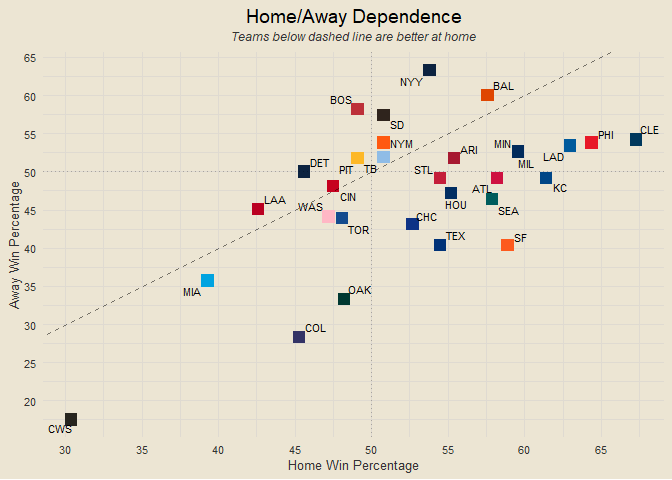 Home/Away Dependence
Teams below dashed line are better at home
65
60
55
50
45
40
35
30
25
20
Away Win Percentage
NYY
BAL
BOS
SD
NYM
CLE
PHI
MIN
LAD
MIL
ARI
DET
PIT
TB
STL
CIN
ATL
KC
HOU
SEA
LAA
WAS
TOR
CHC
TEX
SF
MIA
OAK
COL
CWS
30
35
40
45
50
55
60
65
Home Win Percentage